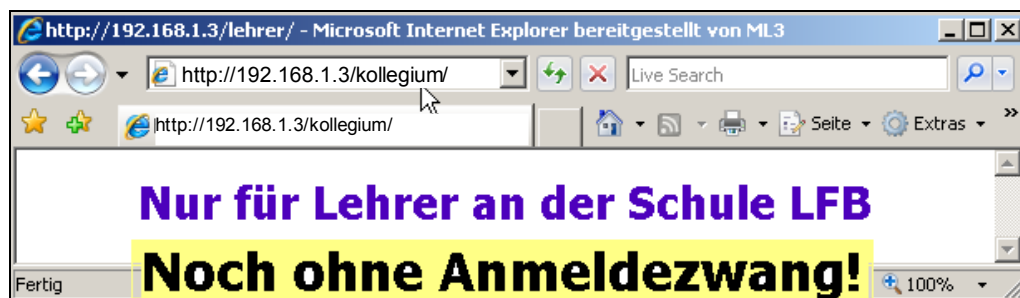 http://192.168.1.3/lehrer/ - Microsoft Internet Explorer bereitgestellt von ML3
http://192.168.1.3/kollegium/ Live Search
http://192.168.1.3/kollegium/ Seite Extras »
Nur für Lehrer an der Schule LFB
Noch ohne Anmeldezwang!
Fertig 100%